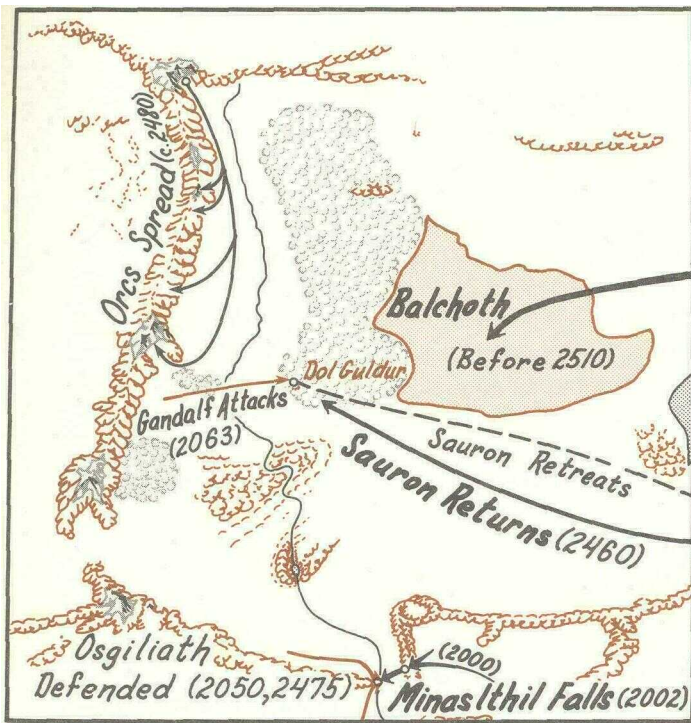 Orcs Spread (c. 2480)
Balchoth
(Before 2510)
Dol Guldur
Gandalf Attacks
(2063)
Sauron Retreats
Sauron Returns (2460)
Osgiliath
Defended (2050, 2475)
(2000)
Minas Ithil Falls (2002)